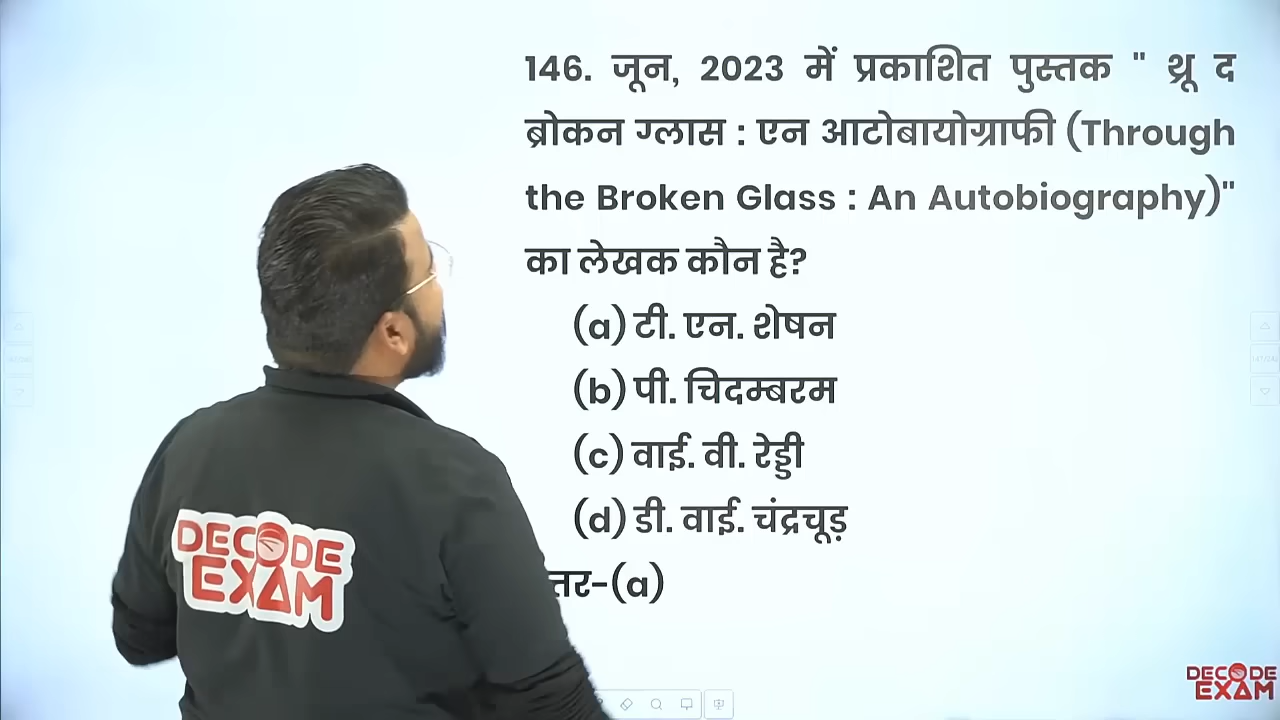 146. जून, 2023 में प्रकाशित पुस्तक " थ्रू द
ब्रोकन ग्लास : एन आटोबायोग्राफी (Through
the Broken Glass : An Autobiography)"
का लेखक कौन है?
(a) टी. एन. शेषन
(b) पी. चिदम्बरम
(c) वाई. वी. रेड्डी
(d) डी. वाई. चंद्रचूड़
तर-(a)
DECODE
EXAM
DECODE
EXAM